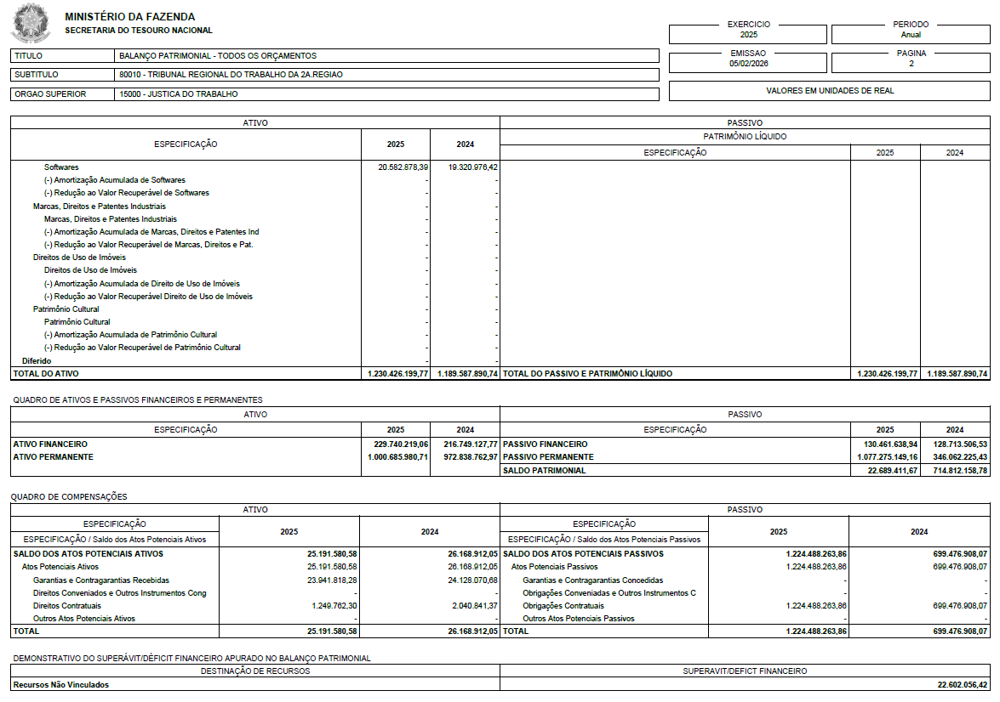 MINISTÉRIO DA FAZENDA
SECRETARIA DO TESOURO NACIONAL
EXERCICIO
2025
PERIODO
Anual
TITULO BALANÇO PATRIMONIAL - TODOS OS ORÇAMENTOS
EMISSAO
05/02/2026
PAGINA
2
SUBTITULO 80010 - TRIBUNAL REGIONAL DO TRABALHO DA 2A.REGIAO
ORGAO SUPERIOR 15000 - JUSTICA DO TRABALHO
VALORES EM UNIDADES DE REAL
ATIVO PASSIVO
ESPECIFICAÇÃO 2025 2024 PATRIMÔNIO LÍQUIDO
ESPECIFICAÇÃO 2025 2024
Softwares 20.582.878,39 19.320.976,42
(-) Amortização Acumulada de Softwares - -
(-) Redução ao Valor Recuperável de Softwares - -
Marcas, Direitos e Patentes Industriais - -
Marcas, Direitos e Patentes Industriais - -
(-) Amortização Acumulada de Marcas, Direitos e Patentes Ind - -
(-) Redução ao Valor Recuperável de Marcas, Direitos e Pat. - -
Direitos de Uso de Imóveis - -
Direitos de Uso de Imóveis - -
(-) Amortização Acumulada de Direito de Uso de Imóveis - -
(-) Redução ao Valor Recuperável Direito de Uso de Imóveis - -
Patrimônio Cultural - -
Patrimônio Cultural - -
(-) Amortização Acumulada de Patrimônio Cultural - -
(-) Redução ao Valor Recuperável de Patrimônio Cultural - -
Diferido - -
TOTAL DO ATIVO 1.230.426.199,77 1.189.587.890,74 TOTAL DO PASSIVO E PATRIMÔNIO LÍQUIDO 1.230.426.199,77 1.189.587.890,74
QUADRO DE ATIVOS E PASSIVOS FINANCEIROS E PERMANENTES
ATIVO PASSIVO
ESPECIFICAÇÃO 2025 2024 ESPECIFICAÇÃO 2025 2024
ATIVO FINANCEIRO 229.740.219,06 216.749.127,77 PASSIVO FINANCEIRO 130.461.638,94 128.713.506,53
ATIVO PERMANENTE 1.000.685.980,71 972.838.762,97 PASSIVO PERMANENTE 1.077.275.149,16 346.062.225,43
SALDO PATRIMONIAL 22.689.411,67 714.812.158,78
QUADRO DE COMPENSAÇÕES
ATIVO PASSIVO
ESPECIFICAÇÃO 2025 2024 ESPECIFICAÇÃO 2025 2024
ESPECIFICAÇÃO / Saldo dos Atos Potenciais Ativos ESPECIFICAÇÃO / Saldo dos Atos Potenciais Passivos
SALDO DOS ATOS POTENCIAIS ATIVOS 25.191.580,58 26.168.912,05 SALDO DOS ATOS POTENCIAIS PASSIVOS 1.224.488.263,86 699.476.908,07
Atos Potenciais Ativos 25.191.580,58 26.168.912,05 Atos Potenciais Passivos 1.224.488.263,86 699.476.908,07
Garantias e Contragarantias Recebidas 23.941.818,28 24.128.070,68 Garantias e Contragarantias Concedidas - -
Direitos Conveniados e Outros Instrumentos Cong - - Obrigações Conveniadas e Outros Instrumentos C - -
Direitos Contratuais 1.249.762,30 2.040.841,37 Obrigações Contratuais 1.224.488.263,86 699.476.908,07
Outros Atos Potenciais Ativos - - Outros Atos Potenciais Passivos - -
TOTAL 25.191.580,58 26.168.912,05 TOTAL 1.224.488.263,86 699.476.908,07
DEMONSTRATIVO DO SUPERÁVIT/DÉFICIT FINANCEIRO APURADO NO BALANÇO PATRIMONIAL
DESTINAÇÃO DE RECURSOS SUPERAVIT/DEFICT FINANCEIRO
Recursos Não Vinculados 22.602.056,42